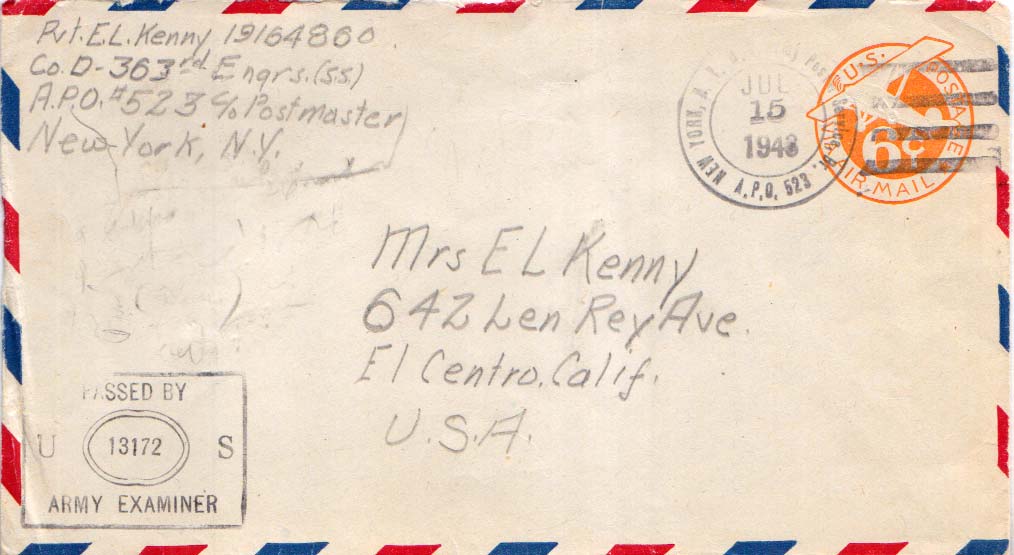 Pvt. E.L. Kenny 19164860
Co. D - 363rd Engrs. (SS)
A.P.O. #523 c/o Postmaster
New York, N.Y.
NEW YORK, N.Y.
A.P.O. 523
JUL
15
1943
U.S. POSTAGE
6¢
AIR MAIL
Mrs E L Kenny
642 Len Rey Ave.
El Centro. Calif.
U.S.A.
PASSED BY
U 13172 S
ARMY EXAMINER